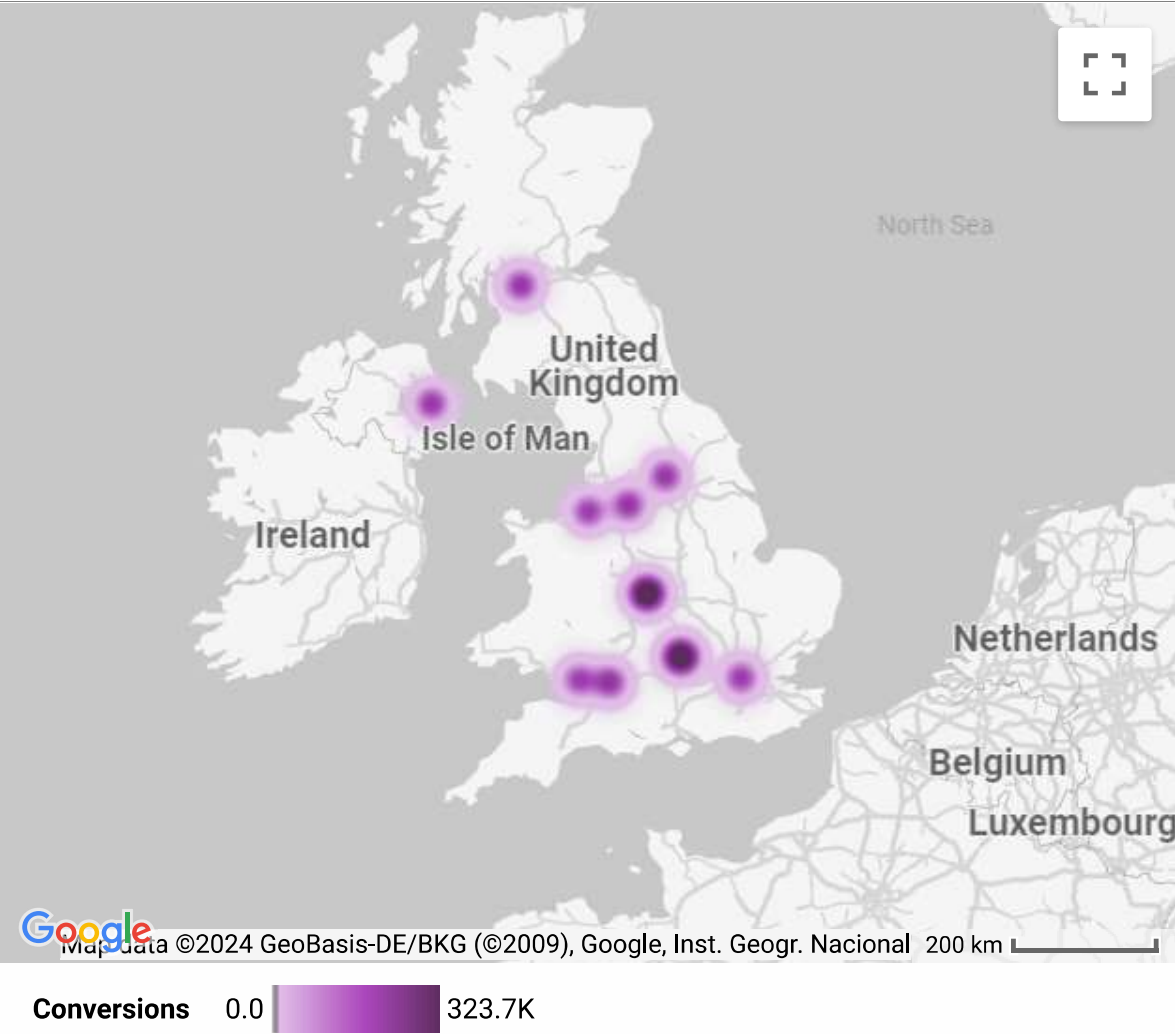 North Sea
United
Kingdom
Isle of Man
Ireland
Netherlands
Belgium
Luxembourg
Google
Map data ©2024 GeoBasis-DE/BKG (©2009), Google, Inst. Geogr. Nacional 200 km
Conversions 0.0 323.7K